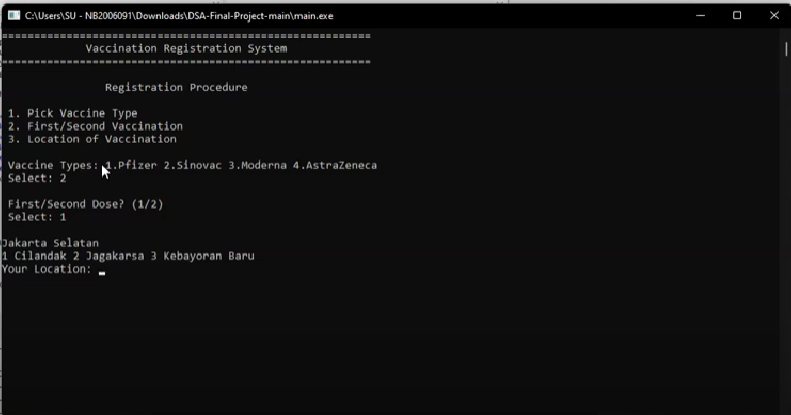 C:\Users\SU - NIB2006091\Downloads\DSA-Final-Project-main\main.exe
=========================================================
Vaccination Registration System
=========================================================
Registration Procedure
1. Pick Vaccine Type
2. First/Second Vaccination
3. Location of Vaccination
Vaccine Types: 1.Pfizer 2.Sinovac 3.Moderna 4.AstraZeneca
Select: 2
First/Second Dose? (1/2)
Select: 1
Jakarta Selatan
1 Cilandak 2 Jagakarsa 3 Kebayoran Baru
Your Location: _